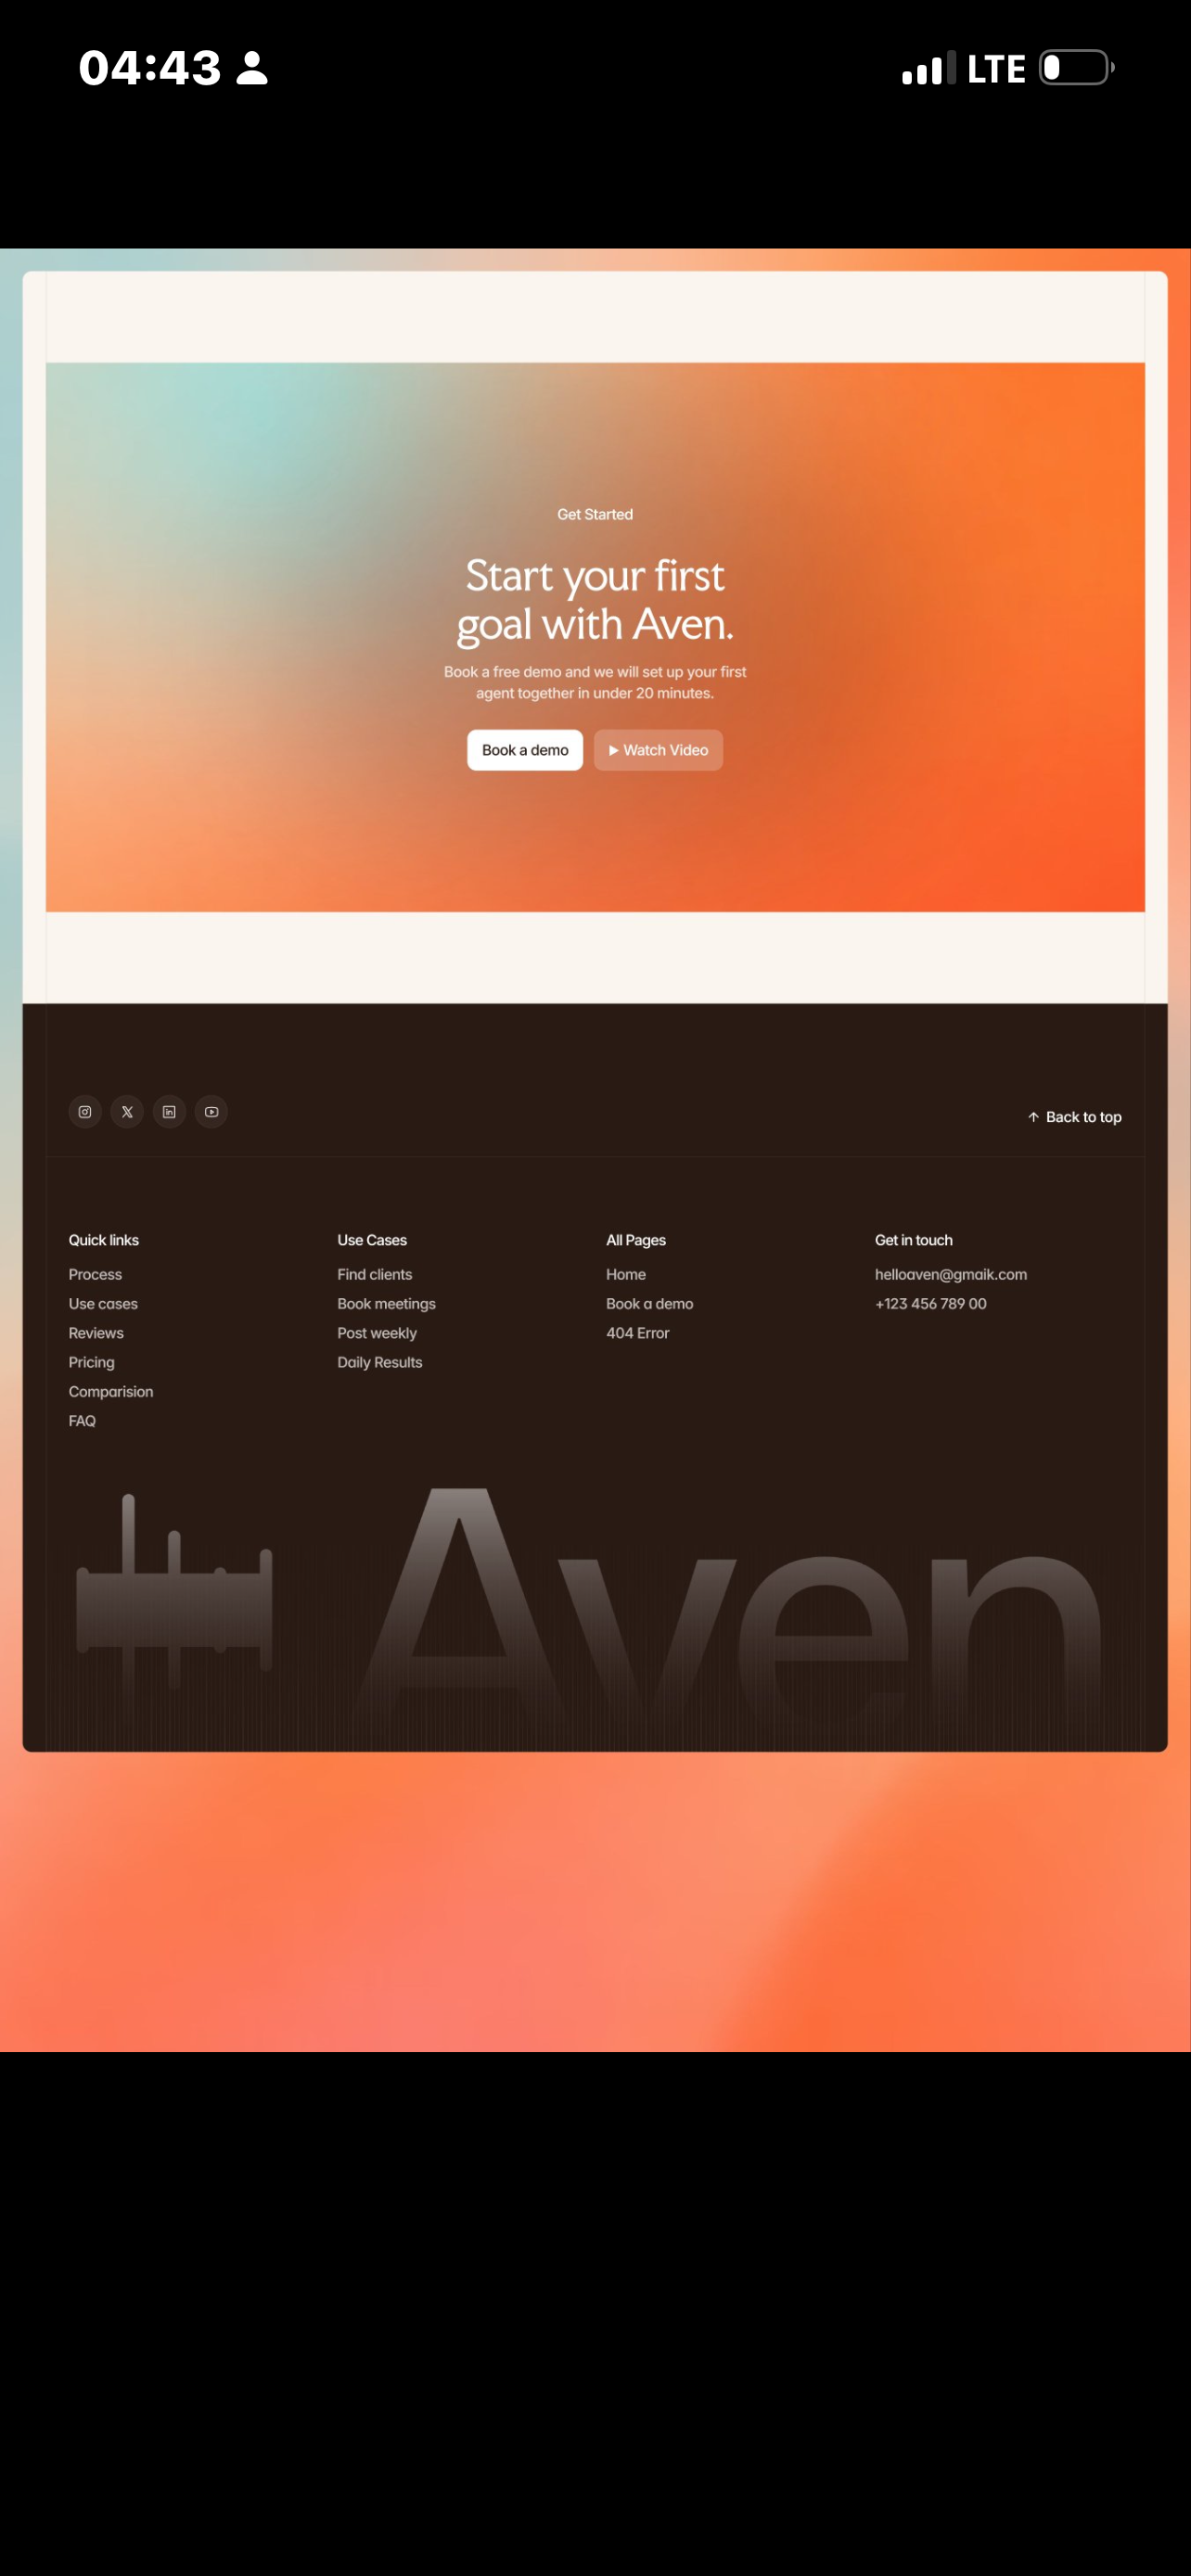 04:43
LTE
Get Started
Start your first
goal with Aven.
Book a free demo and we will set up your first
agent together in under 20 minutes.
Book a demo
Watch Video
Back to top
Quick links
Process
Use cases
Reviews
Pricing
Comparision
FAQ
Use Cases
Find clients
Book meetings
Post weekly
Daily Results
All Pages
Home
Book a demo
404 Error
Get in touch
helloaven@gmaik.com
+123 456 789 00
Aven